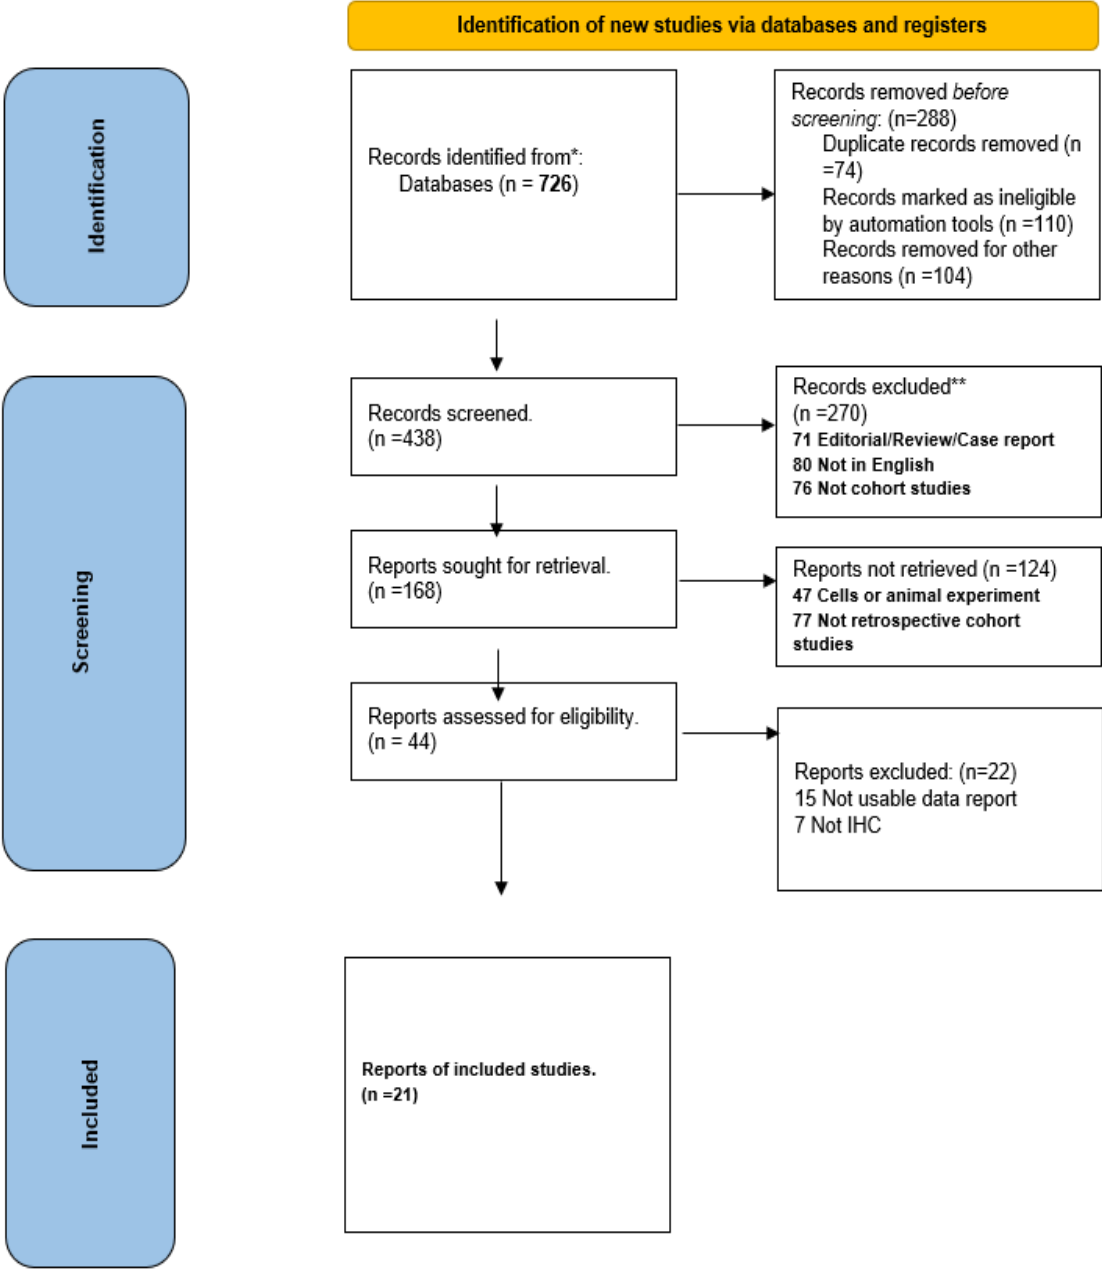 Identification of new studies via databases and registers
Identification
Records identified from*:
Databases (n = 726)
Records removed before
screening: (n=288)
Duplicate records removed (n
=74)
Records marked as ineligible
by automation tools (n =110)
Records removed for other
reasons (n =104)
Screening
Records screened.
(n =438)
Records excluded**
(n =270)
71 Editorial/Review/Case report
80 Not in English
76 Not cohort studies
Reports sought for retrieval.
(n =168)
Reports not retrieved (n =124)
47 Cells or animal experiment
77 Not retrospective cohort
studies
Reports assessed for eligibility.
(n = 44)
Reports excluded: (n=22)
15 Not usable data report
7 Not IHC
Included
Reports of included studies.
(n =21)